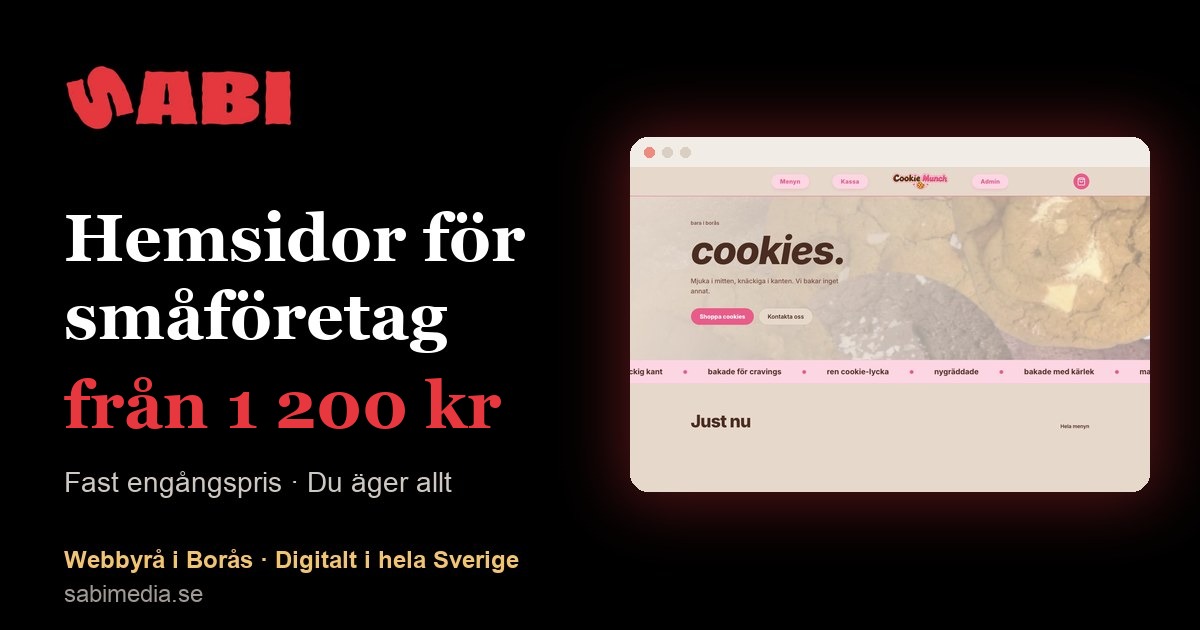 SABI
Hemsidor för
småföretag
från 1 200 kr
Fast engångspris · Du äger allt
Webbyrå i Borås · Digitalt i hela Sverige
sabimedia.se
Menyn
Kassa
Cookie Munch
Admin
bara i borås
cookies.
Mjuka i mitten, knäckiga i kanten. Vi bakar inget
annat.
Shoppa cookies
Kontakta oss
ckig kant • bakade för cravings • ren cookie-lycka • nygräddade • bakade med kärlek • ma
Just nu
Hela menyn